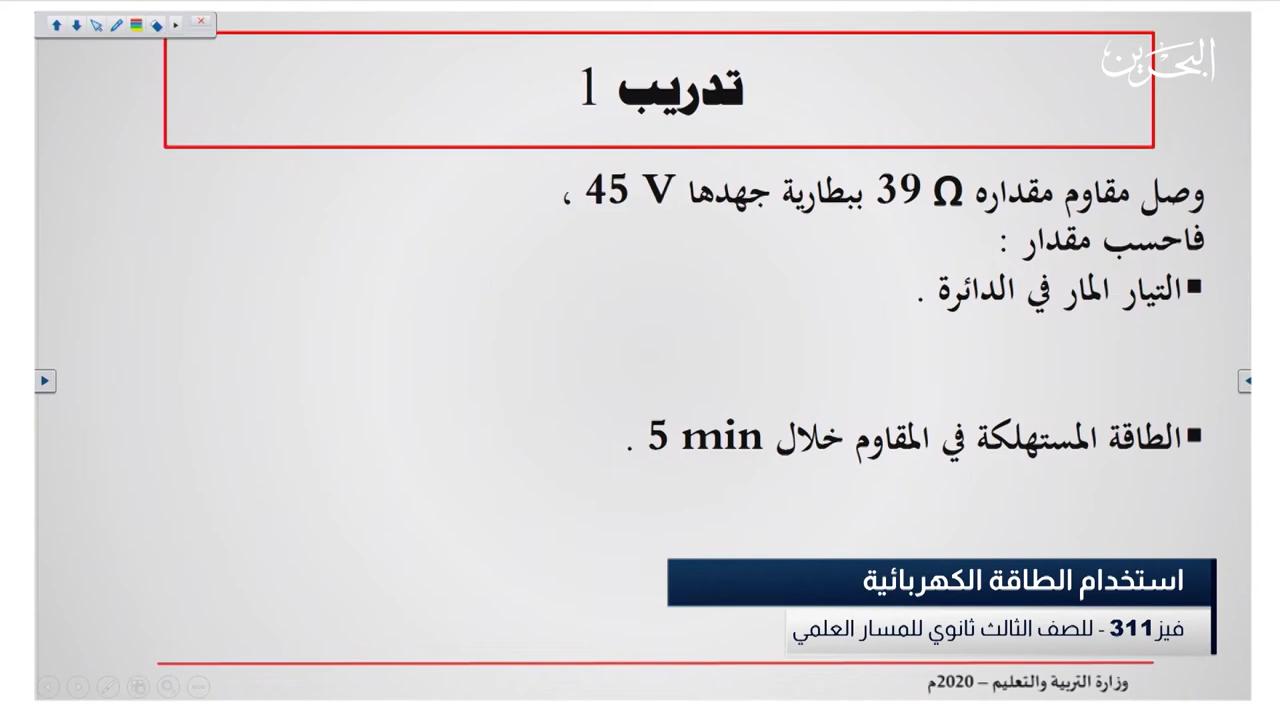 البحرين
تدريب 1
وصل مقاوم مقداره 39 Ω ببطارية جهدها 45 V ،
فاحسب مقدار :
▪ التيار المار في الدائرة .
▪ الطاقة المستهلكة في المقاوم خلال 5 min .
استخدام الطاقة الكهربائية
فيز311 - للصف الثالث ثانوي للمسار العلمي
وزارة التربية والتعليم – 2020م